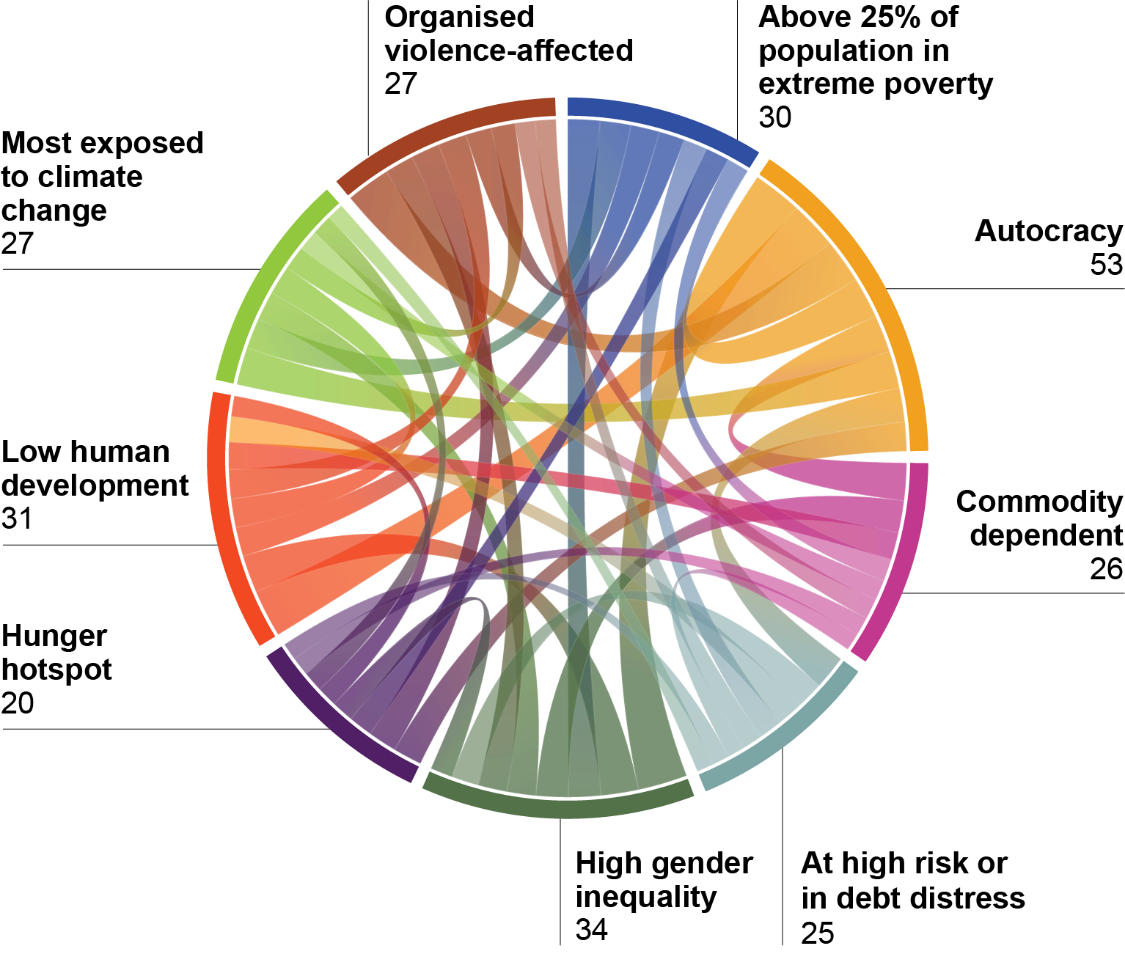 Organised
violence-affected
27
Above 25% of
population in
extreme poverty
30
Most exposed
to climate
change
27
Autocracy
53
Low human
development
31
Commodity
dependent
26
Hunger
hotspot
20
High gender
inequality
34
At high risk or
in debt distress
25